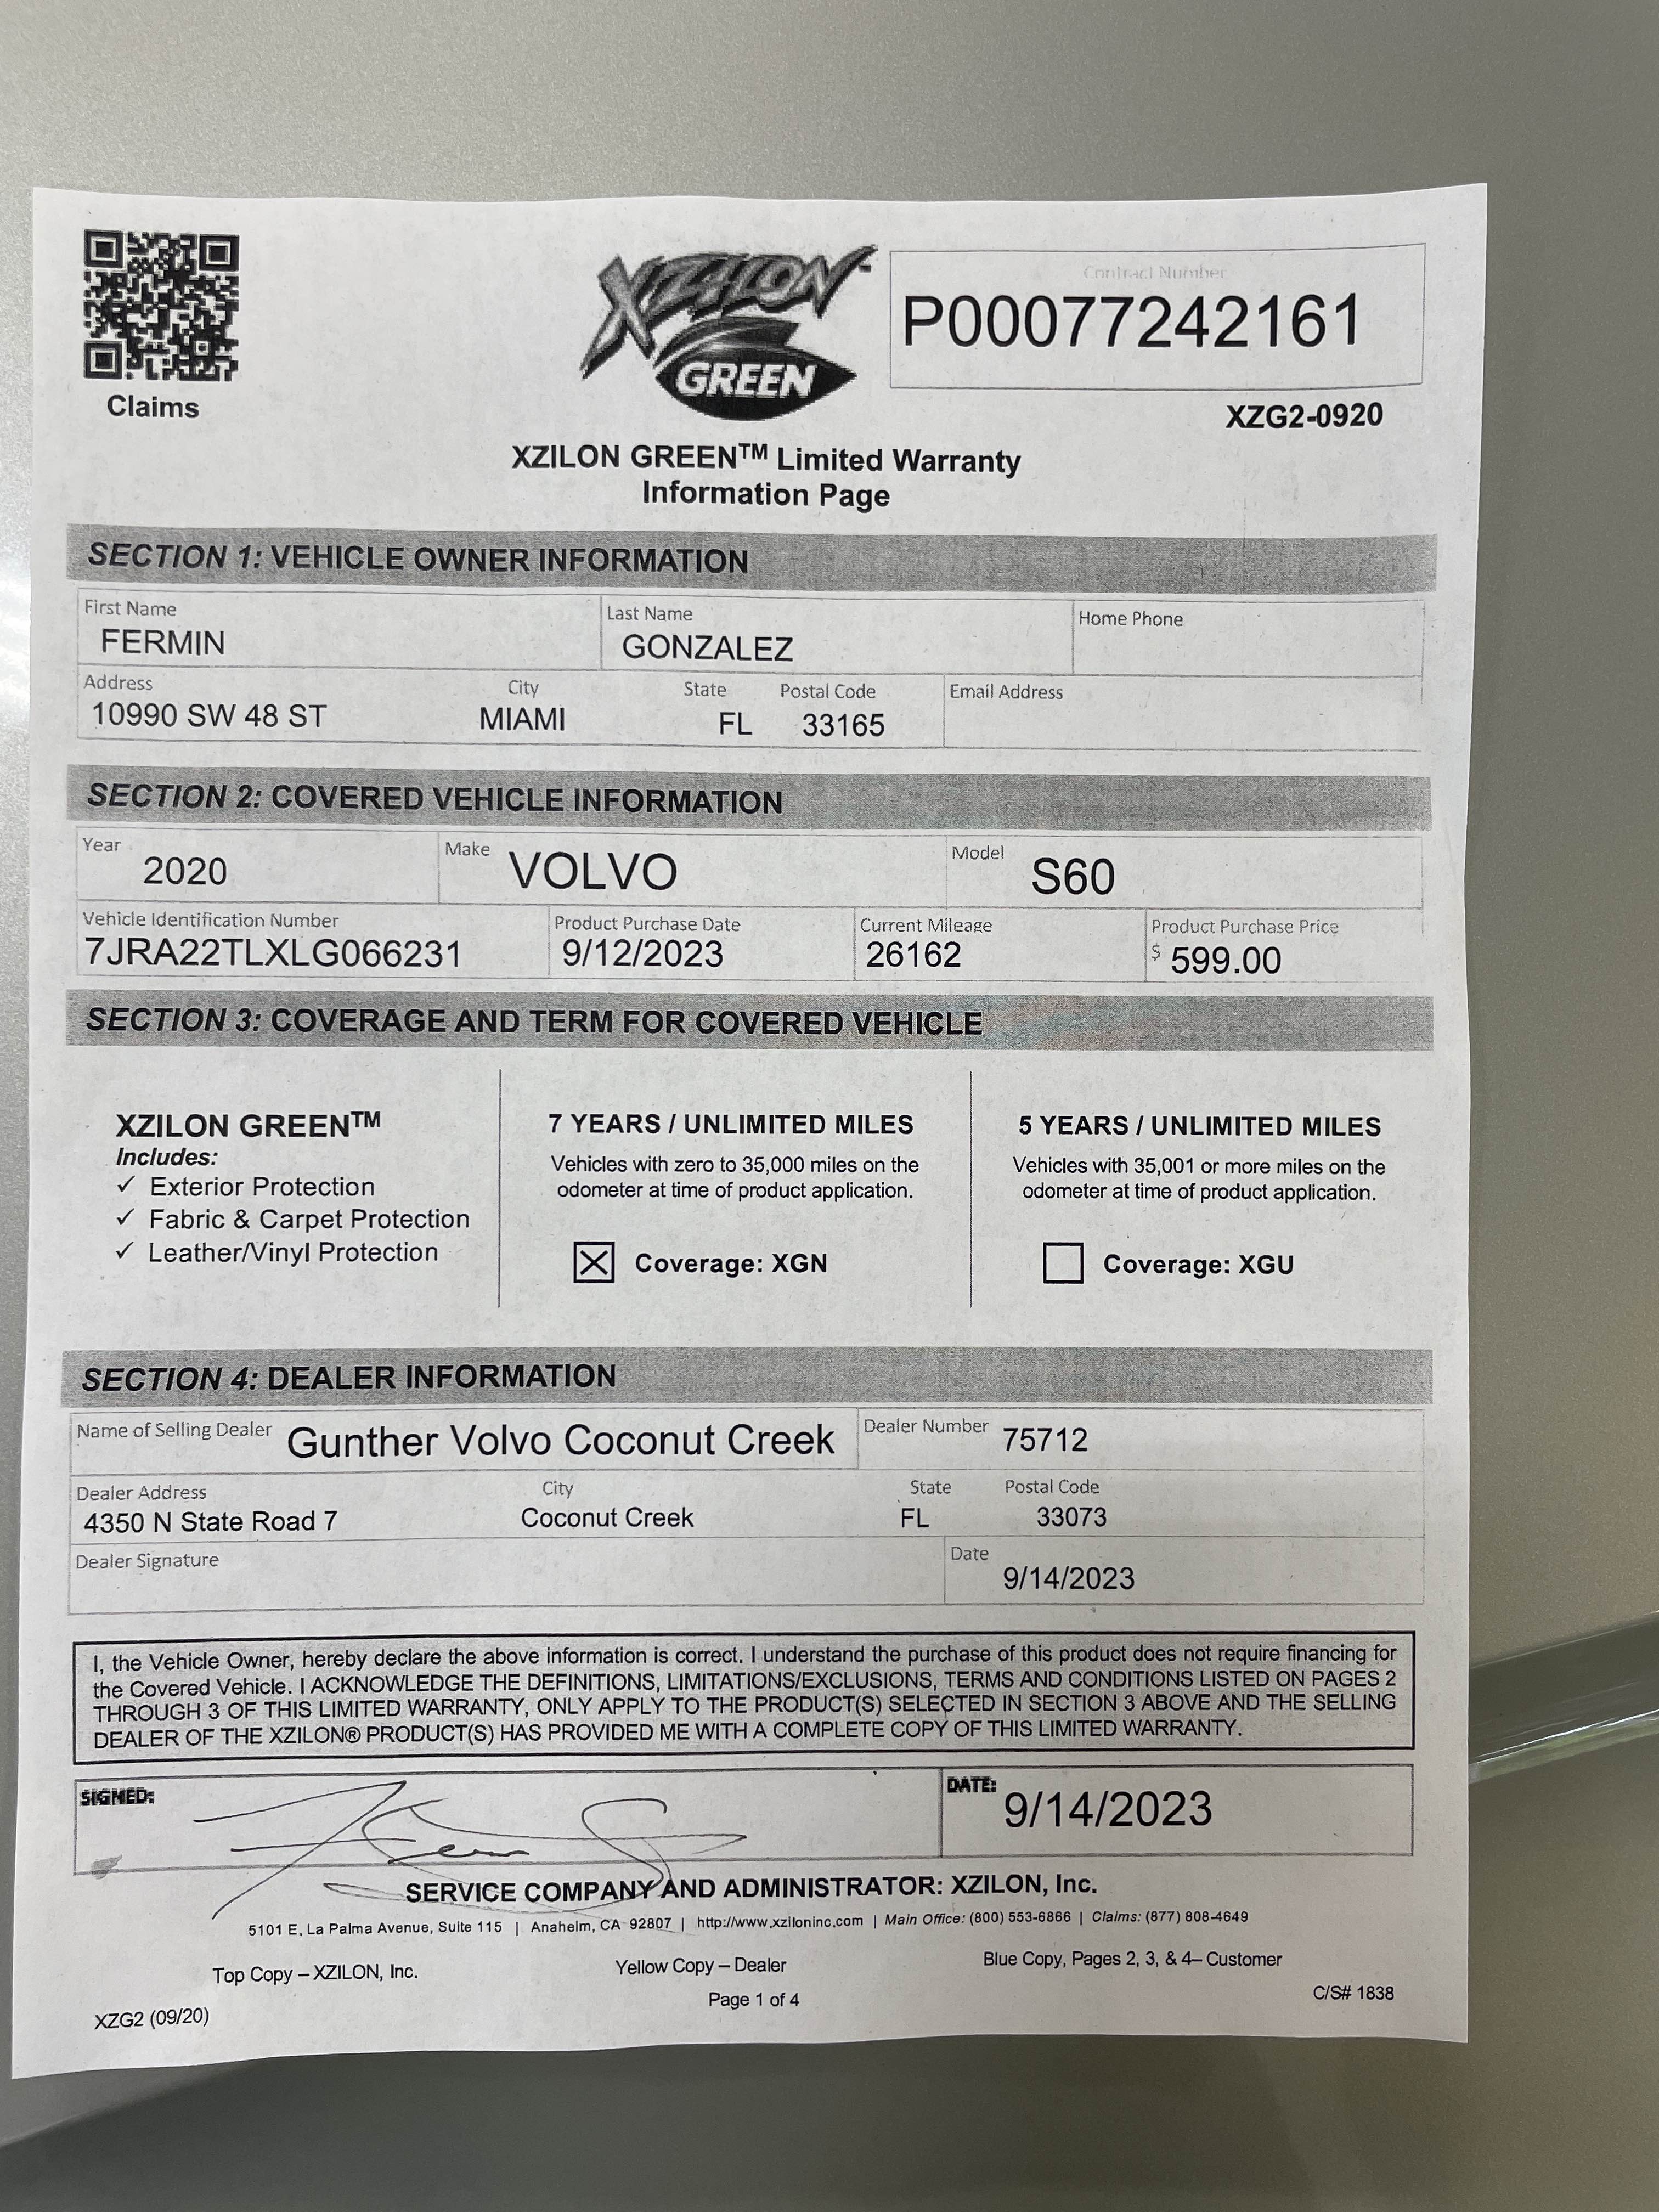 XZILON
GREEN
Contract Number
P00077242161
Claims
XZG2-0920
XZILON GREEN™ Limited Warranty
Information Page
SECTION 1: VEHICLE OWNER INFORMATION
First Name
Last Name
Home Phone
FERMIN
GONZALEZ
Address
City
State
Postal Code
Email Address
10990 SW 48 ST
MIAMI
FL
33165
SECTION 2: COVERED VEHICLE INFORMATION
Year
2020
Make
VOLVO
Model
S60
Vehicle Identification Number
Product Purchase Date
Current Mileage
Product Purchase Price
7JRA22TLXLG066231
9/12/2023
26162
$ 599.00
SECTION 3: COVERAGE AND TERM FOR COVERED VEHICLE
XZILON GREEN™
Includes:
✓ Exterior Protection
✓ Fabric & Carpet Protection
✓ Leather/Vinyl Protection
7 YEARS / UNLIMITED MILES
Vehicles with zero to 35,000 miles on the
odometer at time of product application.
☒ Coverage: XGN
5 YEARS / UNLIMITED MILES
Vehicles with 35,001 or more miles on the
odometer at time of product application.
☐ Coverage: XGU
SECTION 4: DEALER INFORMATION
Name of Selling Dealer Gunther Volvo Coconut Creek
Dealer Number 75712
Dealer Address
City
State
Postal Code
4350 N State Road 7
Coconut Creek
FL
33073
Dealer Signature
Date
9/14/2023
I, the Vehicle Owner, hereby declare the above information is correct. I understand the purchase of this product does not require financing for
the Covered Vehicle. I ACKNOWLEDGE THE DEFINITIONS, LIMITATIONS/EXCLUSIONS, TERMS AND CONDITIONS LISTED ON PAGES 2
THROUGH 3 OF THIS LIMITED WARRANTY, ONLY APPLY TO THE PRODUCT(S) SELECTED IN SECTION 3 ABOVE AND THE SELLING
DEALER OF THE XZILON® PRODUCT(S) HAS PROVIDED ME WITH A COMPLETE COPY OF THIS LIMITED WARRANTY.
SIGNED:
DATE:
9/14/2023
SERVICE COMPANY AND ADMINISTRATOR: XZILON, Inc.
5101 E. La Palma Avenue, Suite 115 | Anaheim, CA 92807 | http://www.xziloninc.com | Main Office: (800) 553-6866 | Claims: (877) 808-4649
Top Copy – XZILON, Inc.
Yellow Copy – Dealer
Blue Copy, Pages 2, 3, & 4– Customer
Page 1 of 4
C/S# 1838
XZG2 (09/20)